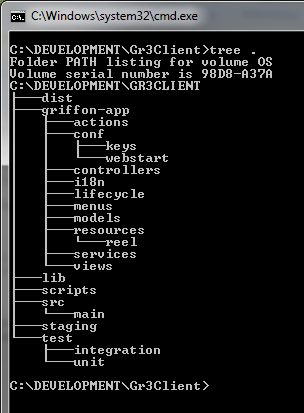 C:\Windows\system32\cmd.exe
C:\DEVELOPMENT\Gr3Client>tree .
Folder PATH listing for volume OS
Volume serial number is 98D8-A37A
C:\DEVELOPMENT\GR3CLIENT
├───dist
├───griffon-app
│   ├───actions
│   ├───conf
│   │   ├───keys
│   │   └───webstart
│   ├───controllers
│   ├───i18n
│   ├───lifecycle
│   ├───menus
│   ├───models
│   ├───resources
│   │   └───reel
│   ├───services
│   └───views
├───lib
├───scripts
├───src
│   └───main
├───staging
└───test
    ├───integration
    └───unit
C:\DEVELOPMENT\Gr3Client>